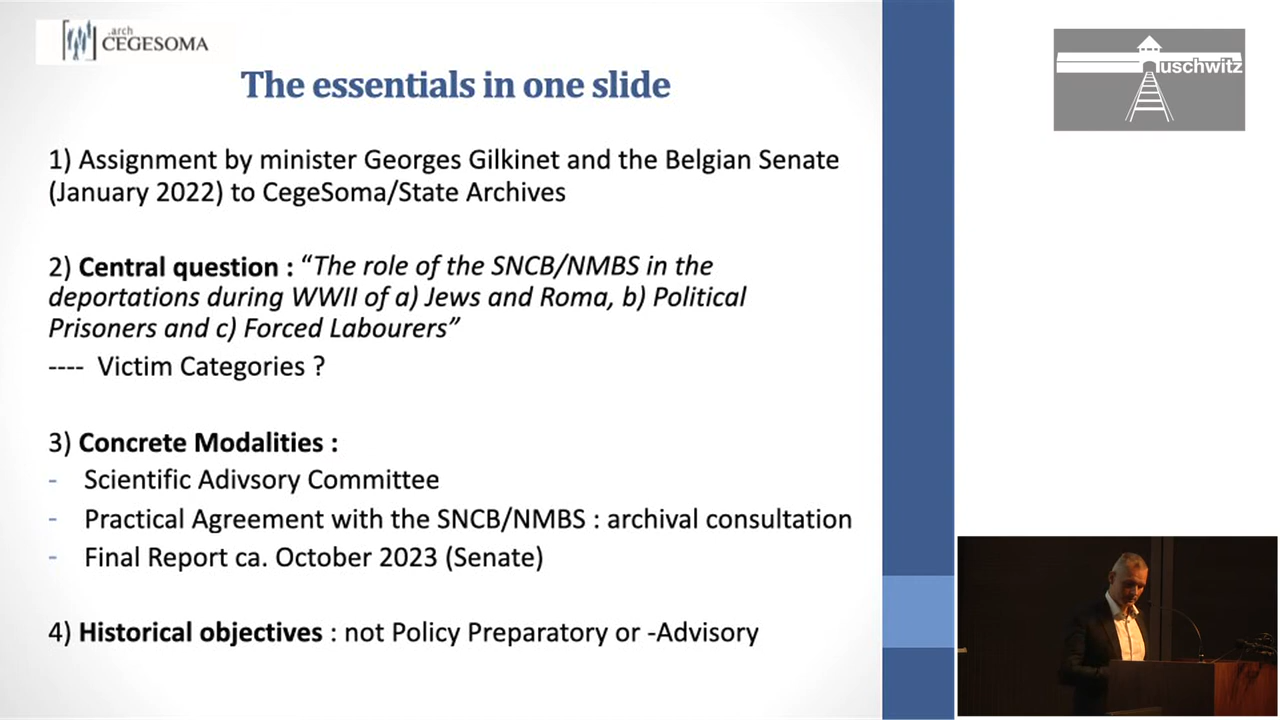 .arch
CEGESOMA
uschwitz
The essentials in one slide
1) Assignment by minister Georges Gilkinet and the Belgian Senate
(January 2022) to CegeSoma/State Archives
2) Central question : “The role of the SNCB/NMBS in the
deportations during WWII of a) Jews and Roma, b) Political
Prisoners and c) Forced Labourers”
---- Victim Categories ?
3) Concrete Modalities :
- Scientific Adivsory Committee
- Practical Agreement with the SNCB/NMBS : archival consultation
- Final Report ca. October 2023 (Senate)
4) Historical objectives : not Policy Preparatory or -Advisory